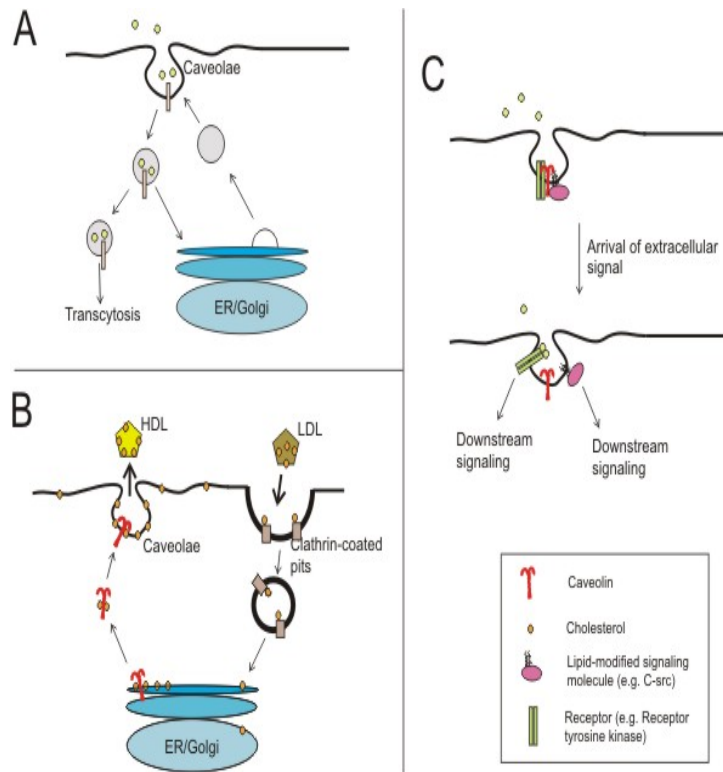 A
Caveolae
Transcytosis
ER/Golgi
B
HDL
LDL
Caveolae
Clathrin-coated
pits
ER/Golgi
C
Arrival of extracellular
signal
Downstream
signaling
Downstream
signaling
Caveolin
Cholesterol
Lipid-modified signaling
molecule (e.g. C-src)
Receptor (e.g. Receptor
tyrosine kinase)